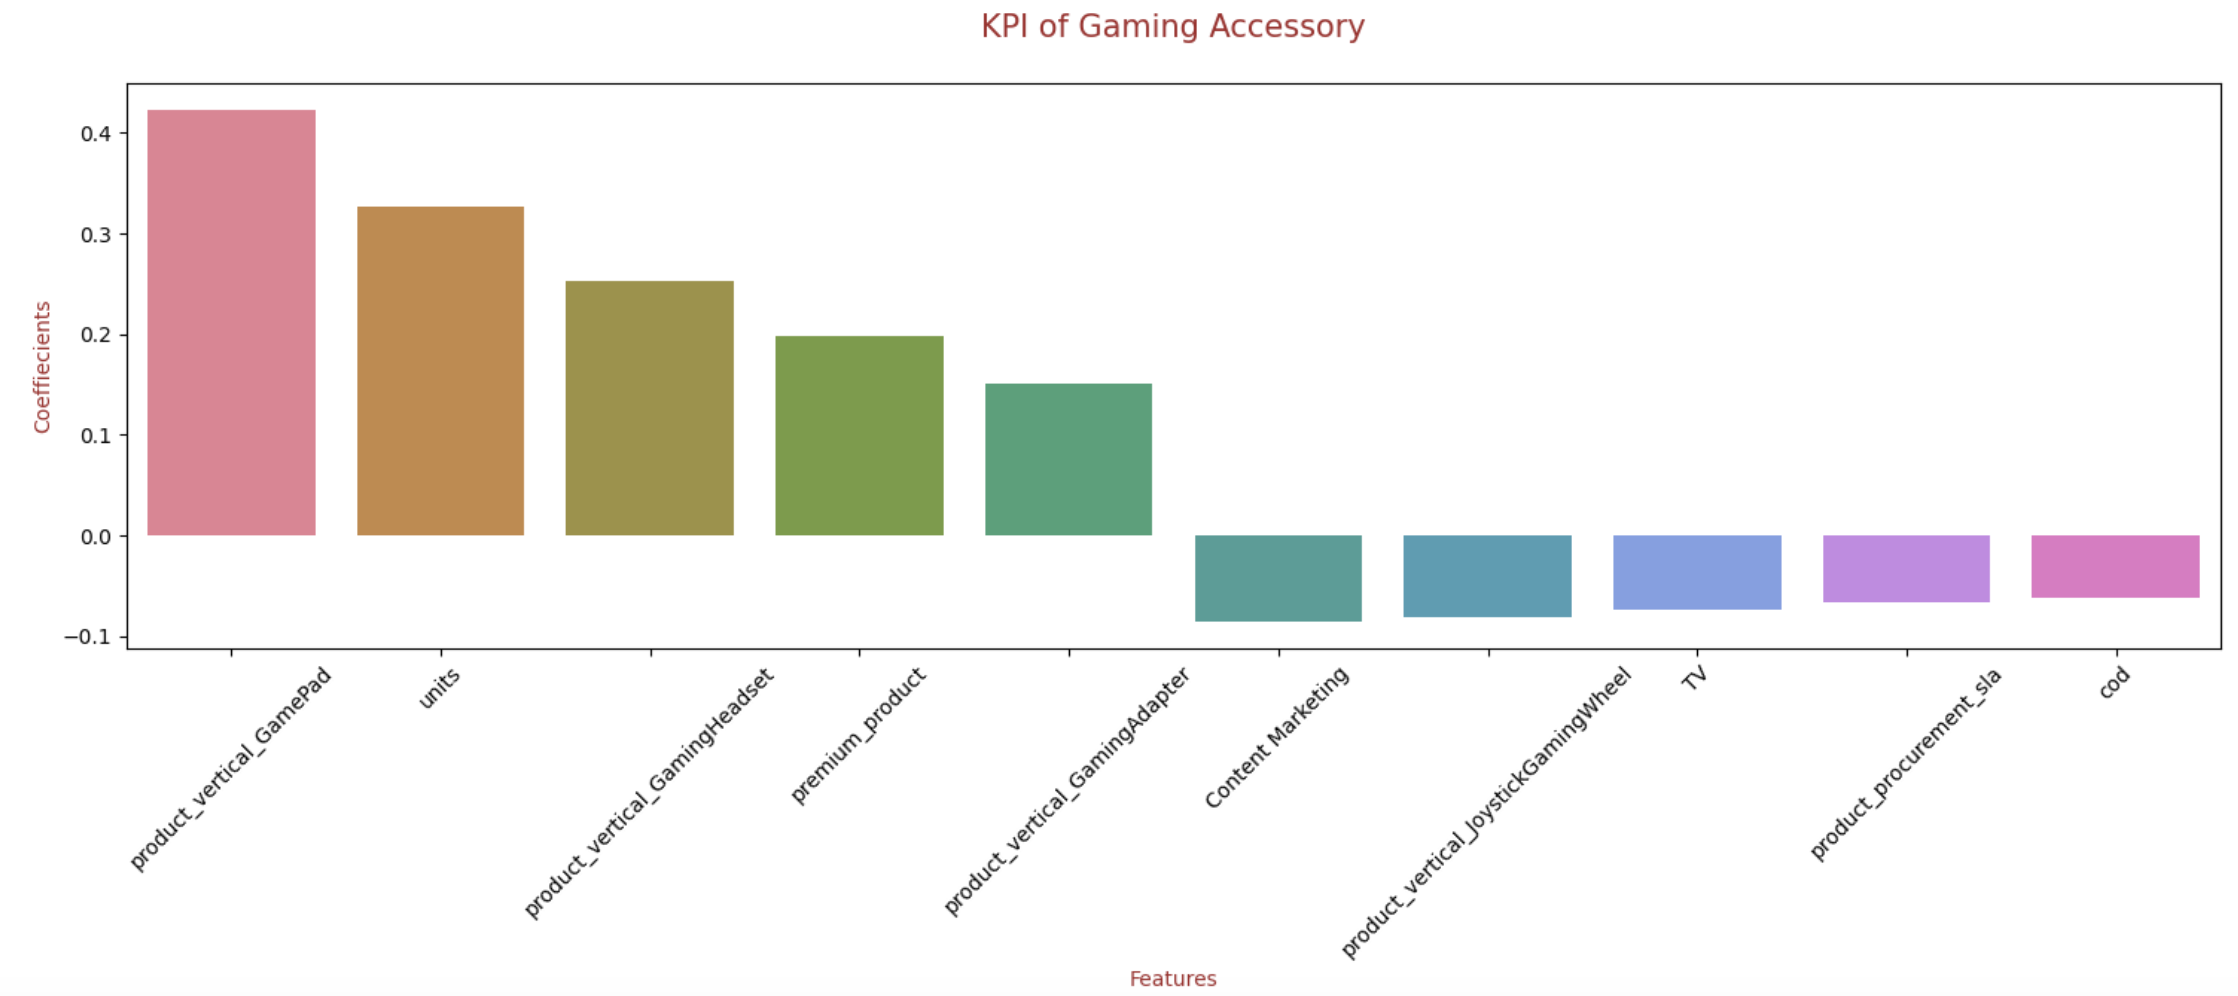 KPI of Gaming Accessory
Coeffiecients
0.4
0.3
0.2
0.1
0.0
−0.1
product_vertical_GamePad
units
product_vertical_GamingHeadset
premium_product
product_vertical_GamingAdapter
Content Marketing
product_vertical_JoystickGamingWheel
TV
product_procurement_sla
cod
Features